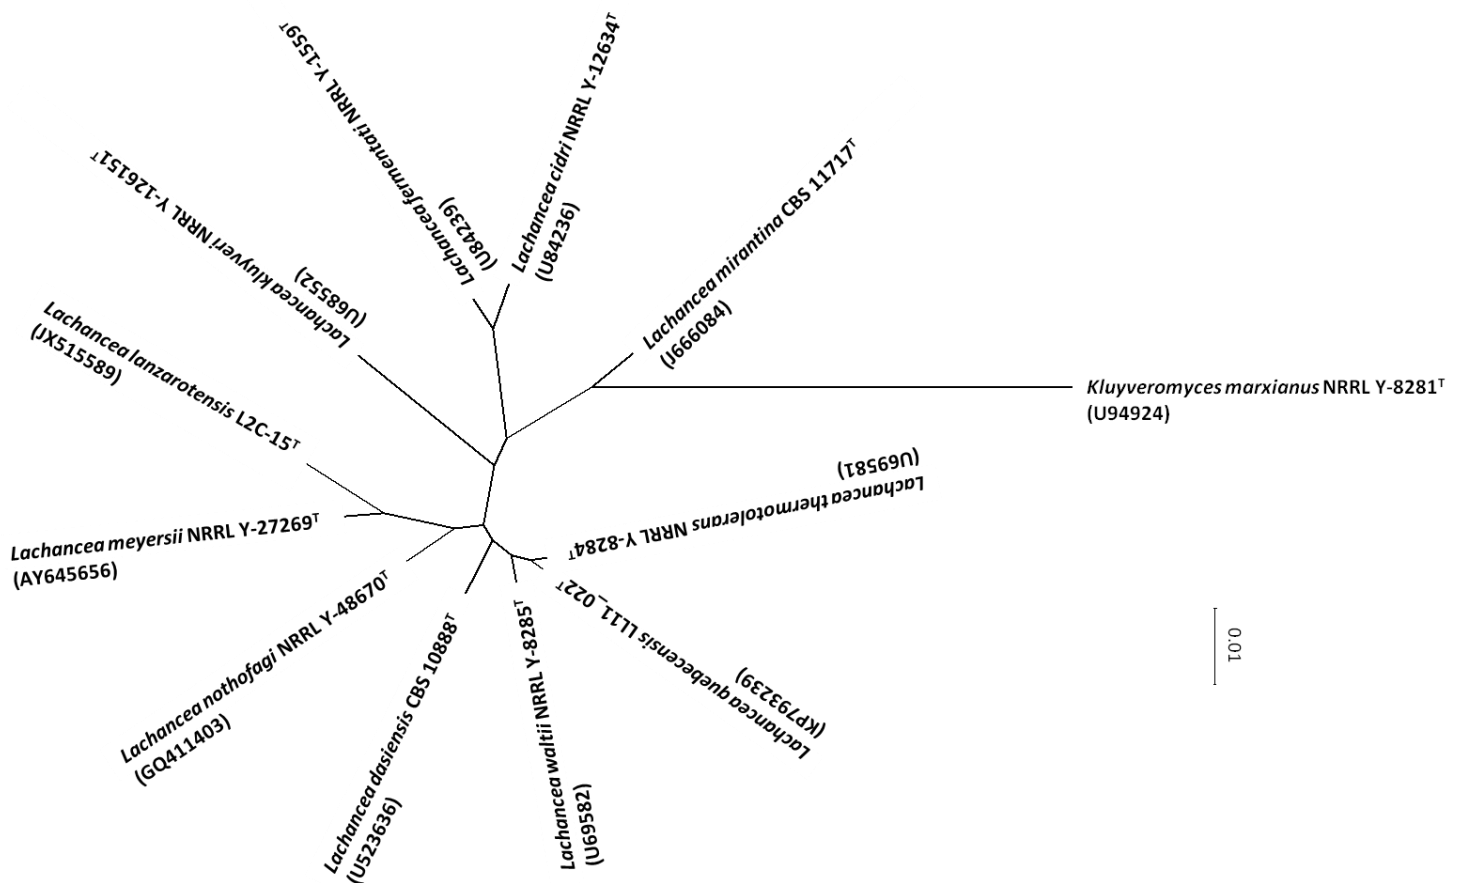 Lachancea fermentati NRRL Y-1559ᵀ
(U84239)
Lachancea cidri NRRL Y-12634ᵀ
(U84236)
Lachancea mirantina CBS 11717ᵀ
(J666084)
Kluyveromyces marxianus NRRL Y-8281ᵀ
(U94924)
Lachancea thermotolerans NRRL Y-8284ᵀ
(U69581)
Lachancea quebecensis LL11_022ᵀ
(KP793239)
Lachancea waltii NRRL Y-8285ᵀ
(U69582)
Lachancea dasiensis CBS 10888ᵀ
(U523636)
Lachancea nothofagi NRRL Y-48670ᵀ
(GQ411403)
Lachancea meyersii NRRL Y-27269ᵀ
(AY645656)
Lachancea lanzarotensis L2C-15ᵀ
(JX515589)
Lachancea kluyveri NRRL Y-126151ᵀ
(U68552)
0.01